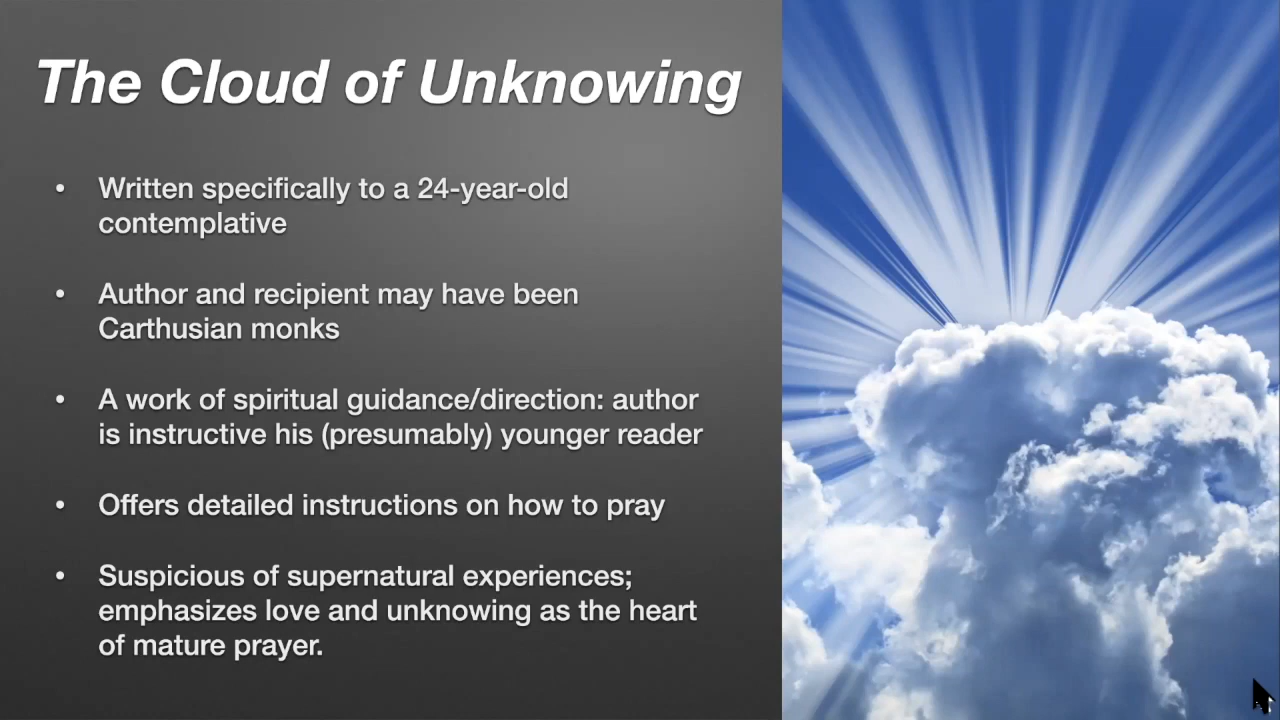 The Cloud of Unknowing
• Written specifically to a 24-year-old
contemplative
• Author and recipient may have been
Carthusian monks
• A work of spiritual guidance/direction: author
is instructive his (presumably) younger reader
• Offers detailed instructions on how to pray
• Suspicious of supernatural experiences;
emphasizes love and unknowing as the heart
of mature prayer.